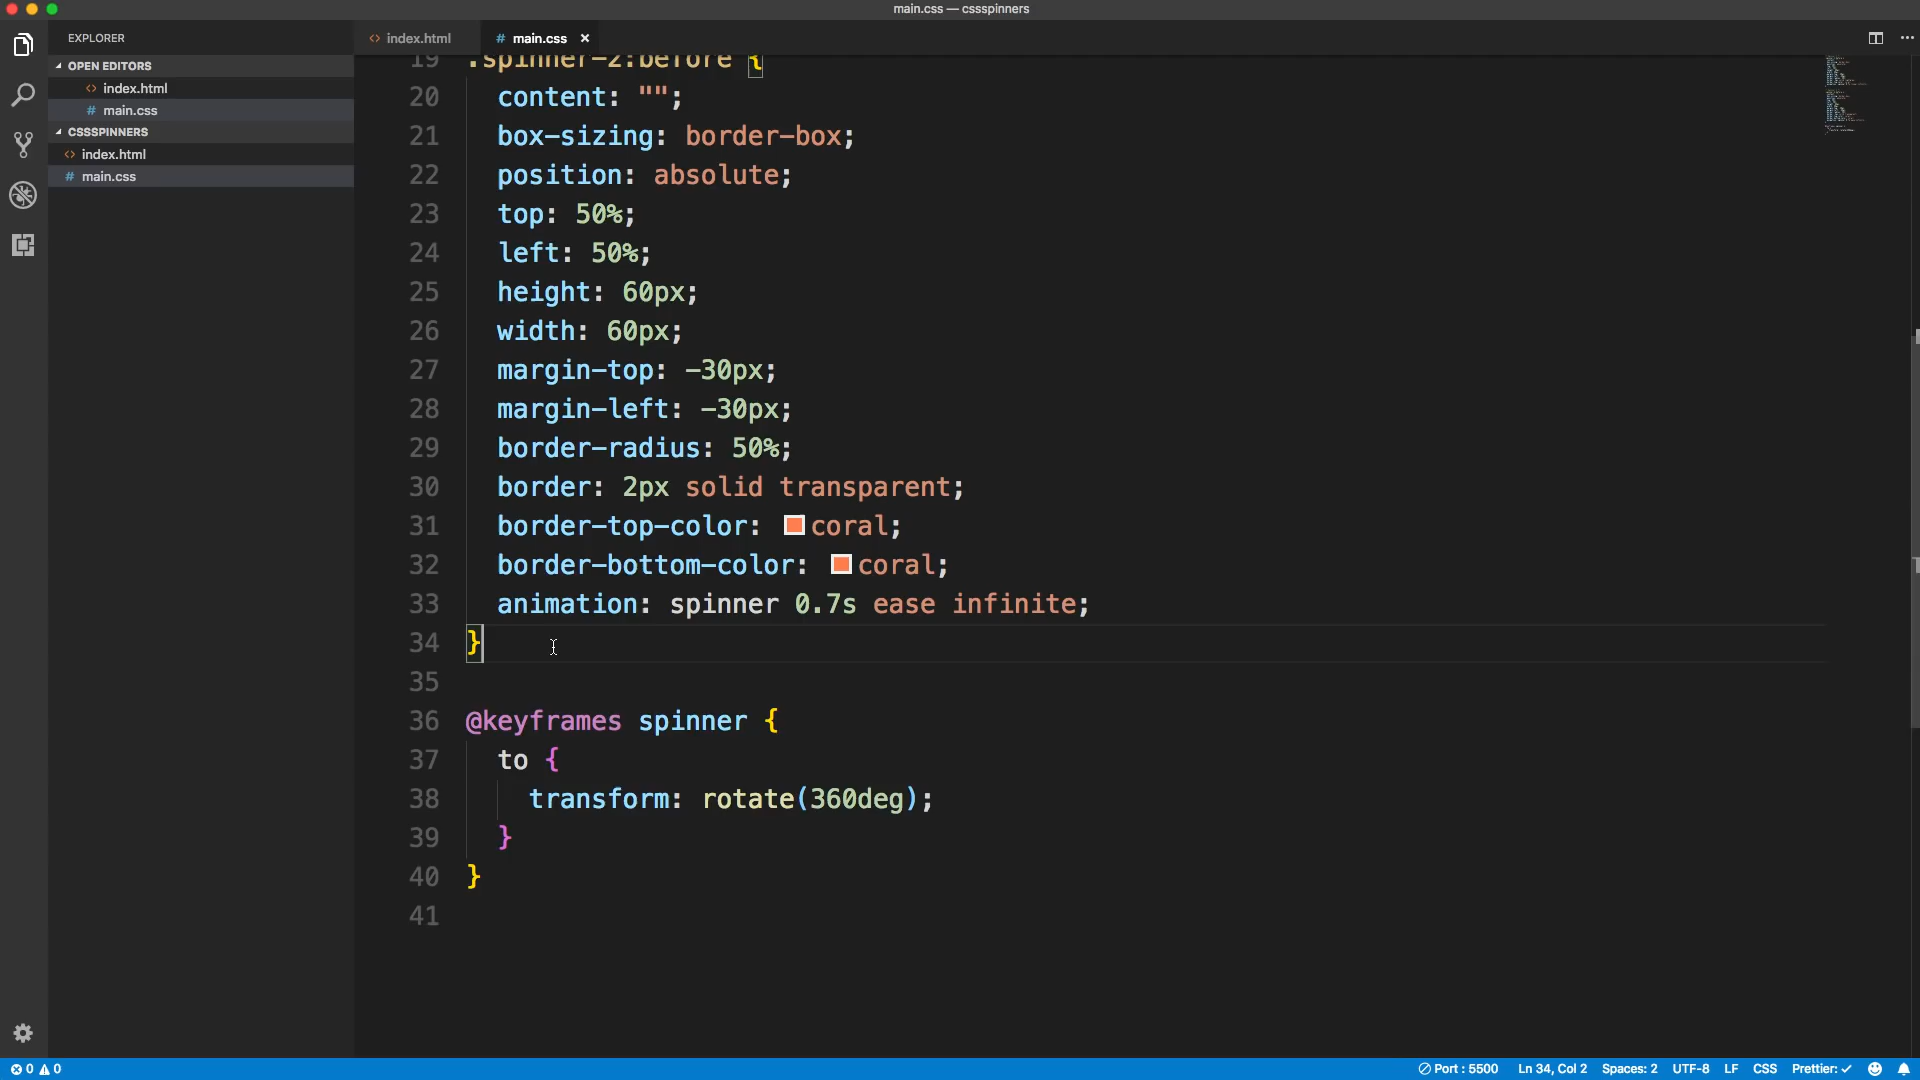 main.css — cssspinners
EXPLORER
OPEN EDITORS
<> index.html
# main.css
CSSSPINNERS
<> index.html
# main.css
<> index.html
# main.css ×
19 .spinner-2:before {
20 content: "";
21 box-sizing: border-box;
22 position: absolute;
23 top: 50%;
24 left: 50%;
25 height: 60px;
26 width: 60px;
27 margin-top: -30px;
28 margin-left: -30px;
29 border-radius: 50%;
30 border: 2px solid transparent;
31 border-top-color: coral;
32 border-bottom-color: coral;
33 animation: spinner 0.7s ease infinite;
34 }
35
36 @keyframes spinner {
37 to {
38 transform: rotate(360deg);
39 }
40 }
41
0 0
Port : 5500 Ln 34, Col 2 Spaces: 2 UTF-8 LF CSS Prettier: ✓